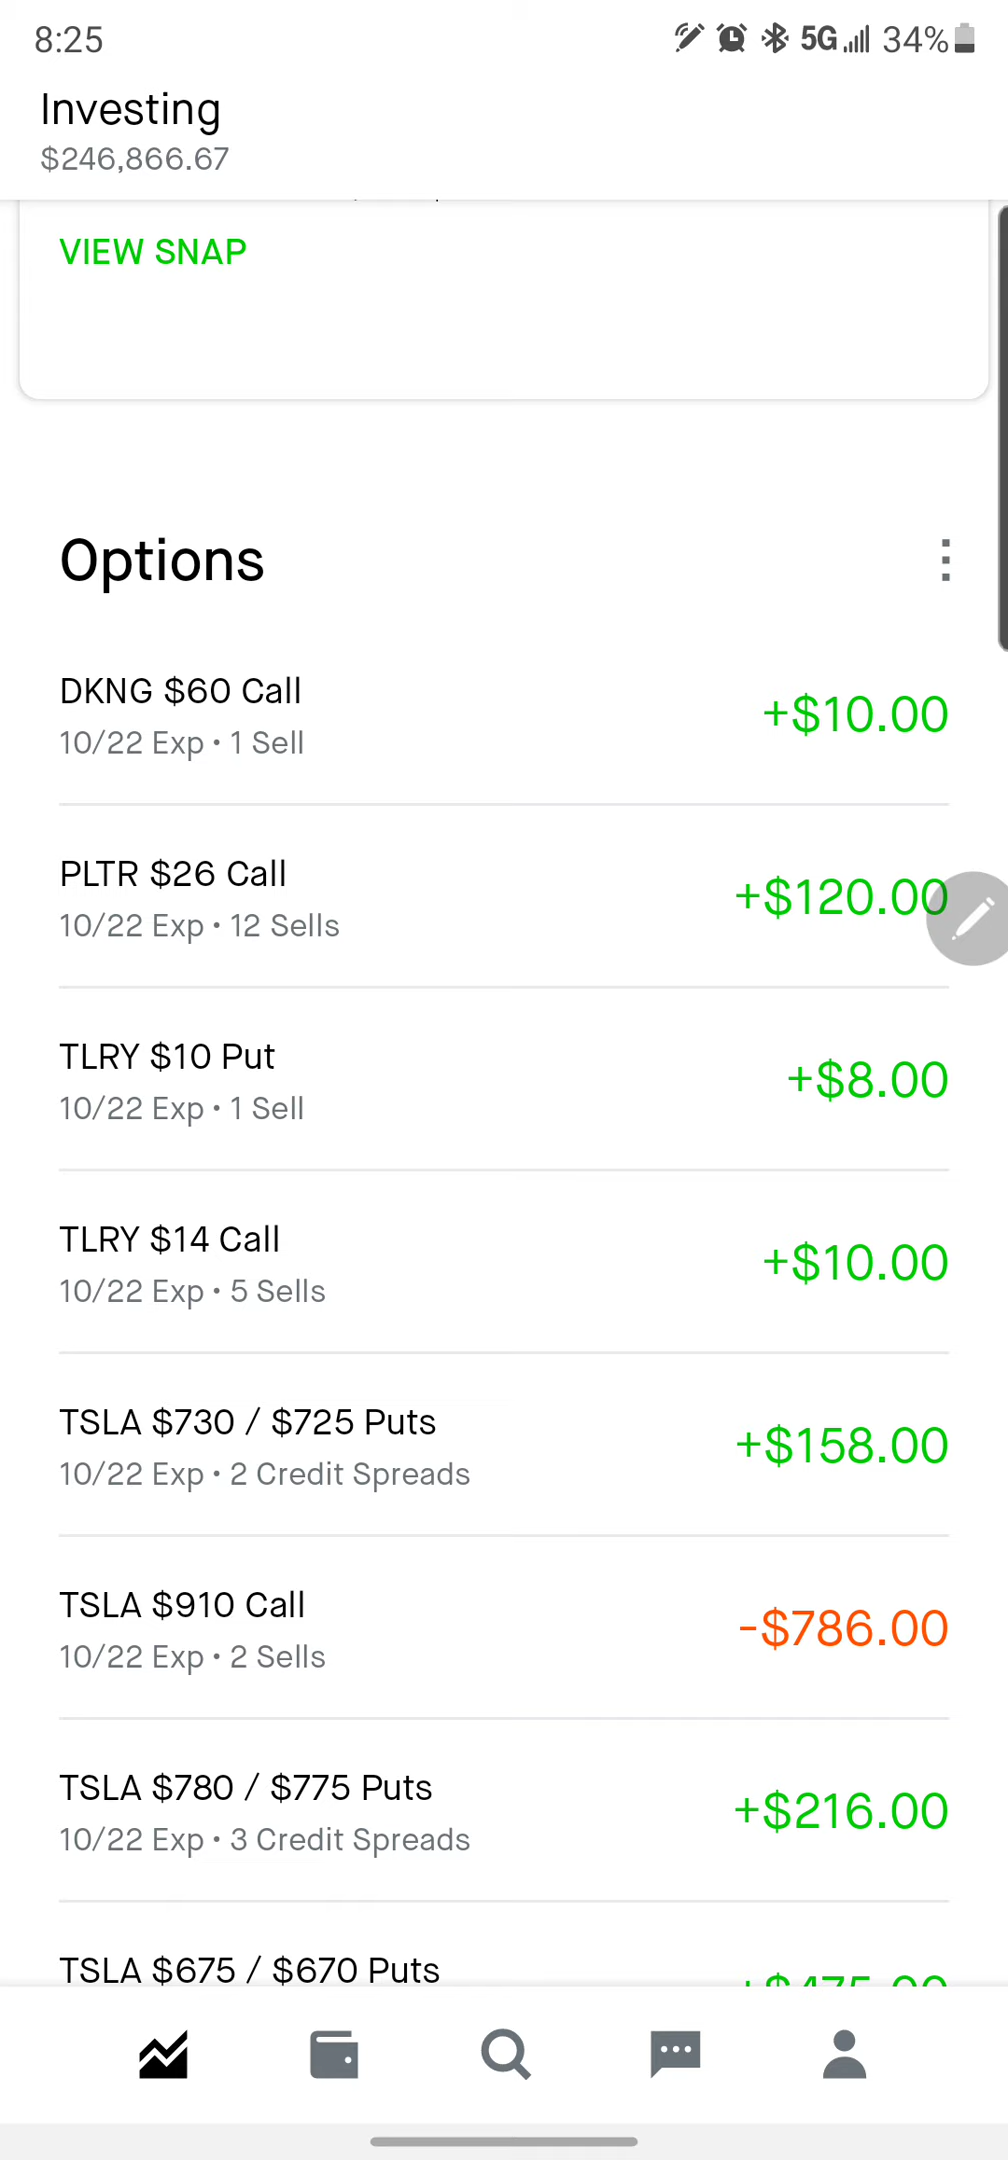 8:25
5G 34%
Investing
$246,866.67
VIEW SNAP
Options
DKNG $60 Call
+$10.00
10/22 Exp • 1 Sell
PLTR $26 Call
+$120.00
10/22 Exp • 12 Sells
TLRY $10 Put
+$8.00
10/22 Exp • 1 Sell
TLRY $14 Call
+$10.00
10/22 Exp • 5 Sells
TSLA $730 / $725 Puts
+$158.00
10/22 Exp • 2 Credit Spreads
TSLA $910 Call
-$786.00
10/22 Exp • 2 Sells
TSLA $780 / $775 Puts
+$216.00
10/22 Exp • 3 Credit Spreads
TSLA $675 / $670 Puts